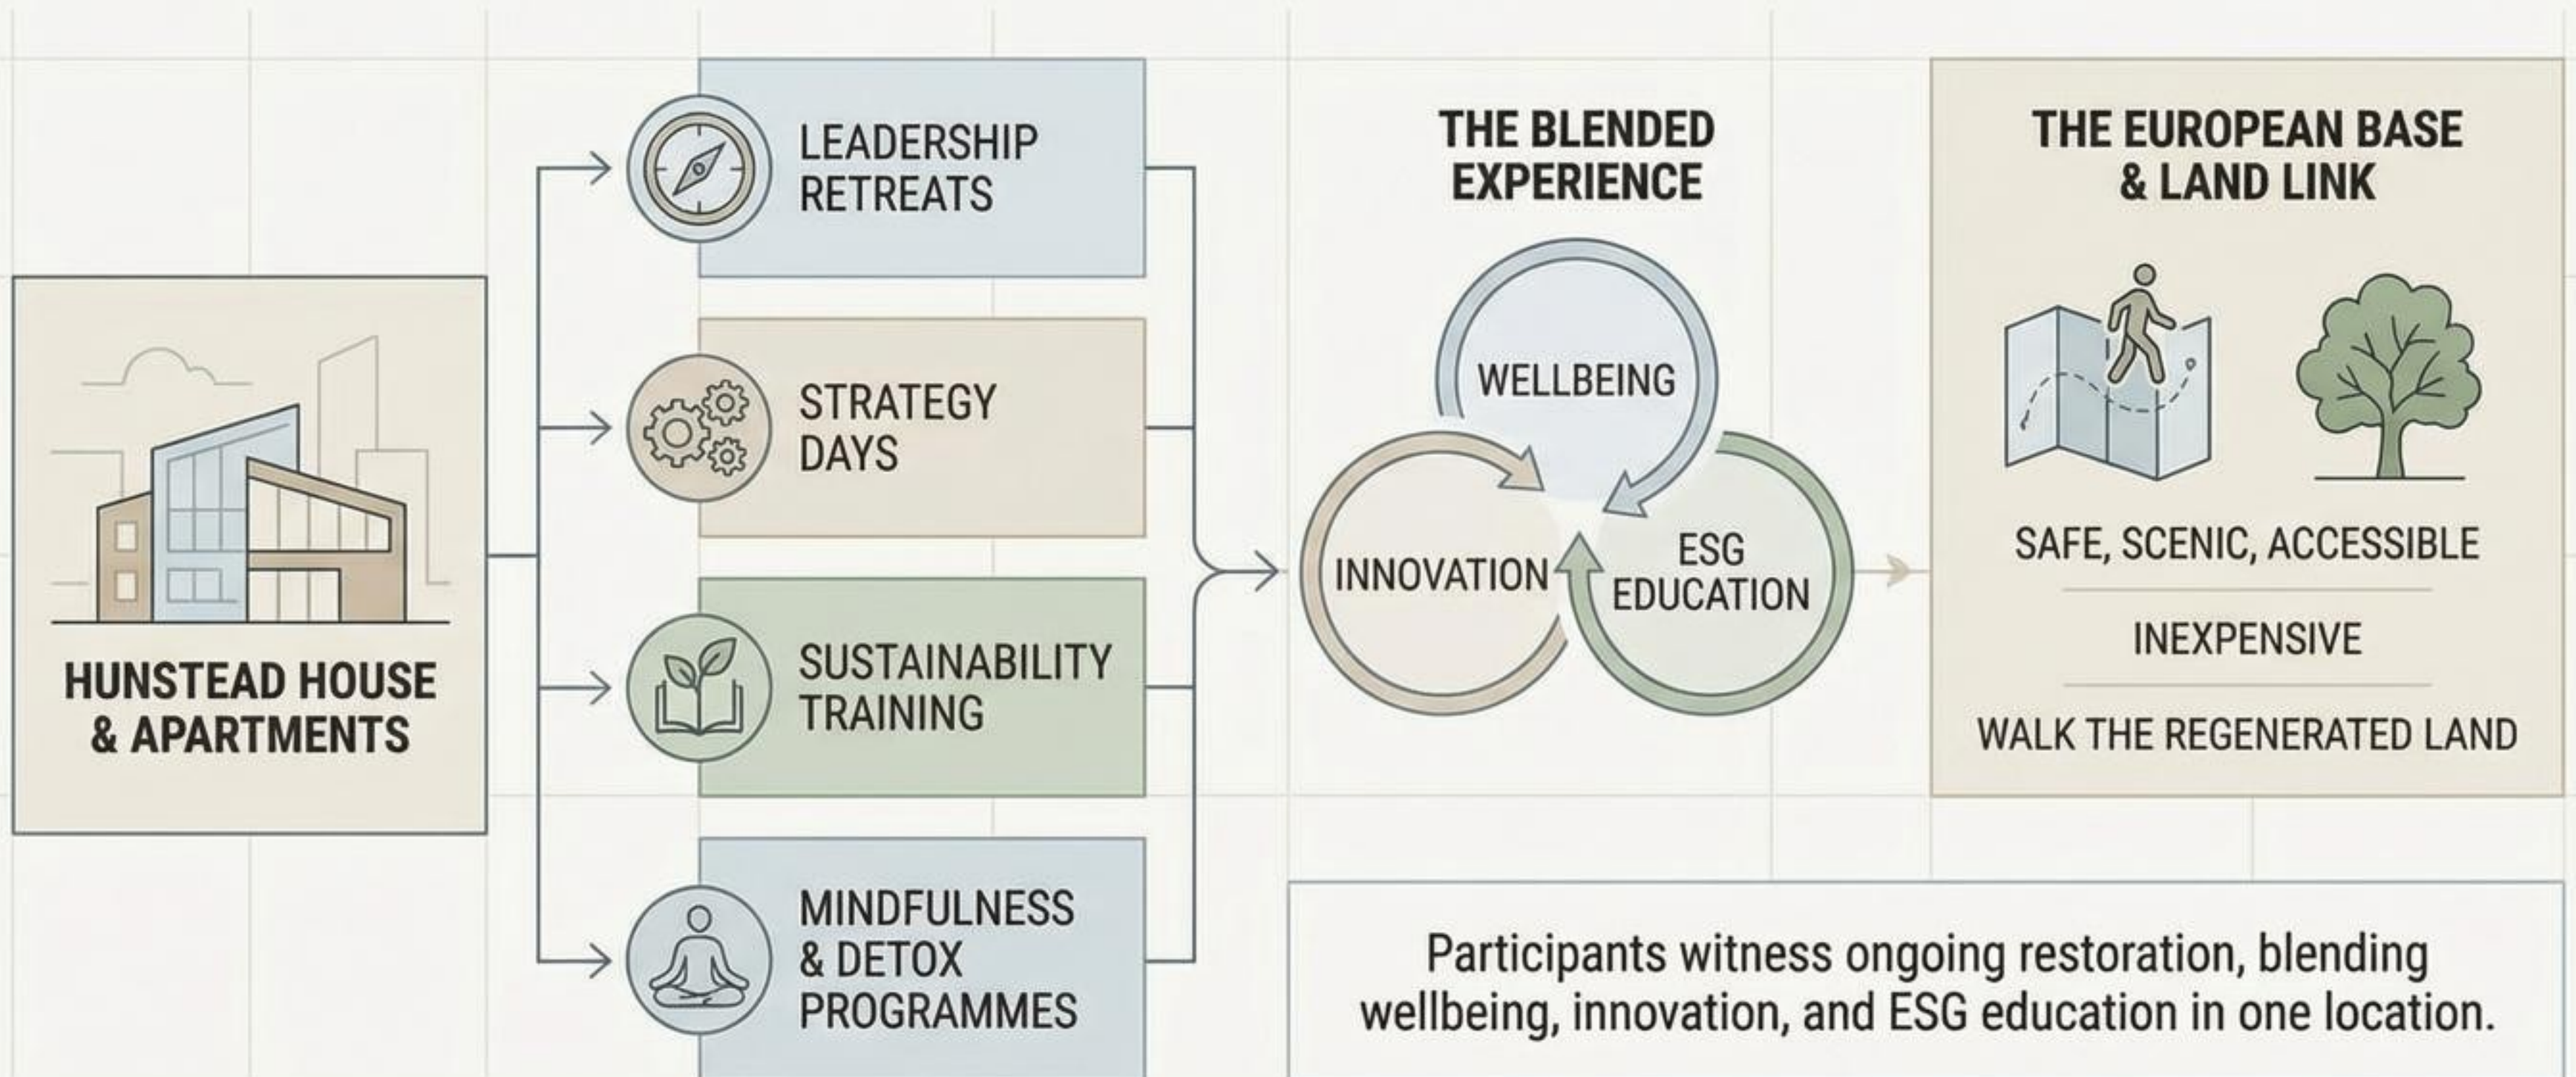 HUNSTEAD HOUSE
& APARTMENTS
LEADERSHIP
RETREATS
STRATEGY
DAYS
SUSTAINABILITY
TRAINING
MINDFULNESS
& DETOX
PROGRAMMES
THE BLENDED
EXPERIENCE
WELLBEING
INNOVATION
ESG
EDUCATION
THE EUROPEAN BASE
& LAND LINK
SAFE, SCENIC, ACCESSIBLE
INEXPENSIVE
WALK THE REGENERATED LAND
Participants witness ongoing restoration, blending
wellbeing, innovation, and ESG education in one location.